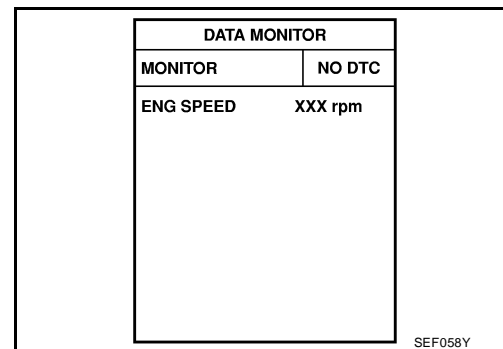 DATA MONITOR
MONITOR NO DTC
ENG SPEED XXX rpm
SEF058Y